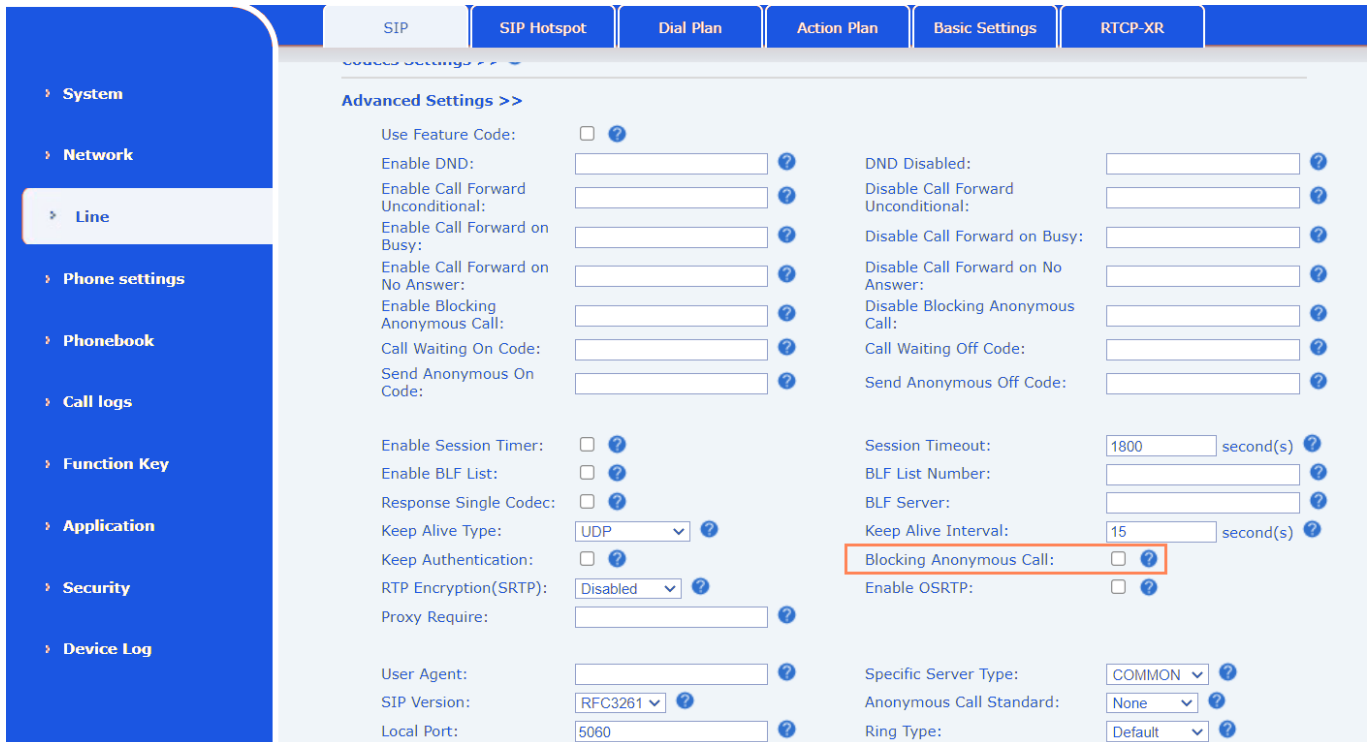 SIP
SIP Hotspot
Dial Plan
Action Plan
Basic Settings
RTCP-XR
System
Network
Line
Phone settings
Phonebook
Call logs
Function Key
Application
Security
Device Log
Codecs Settings >> ?
Advanced Settings >>
Use Feature Code: ?
Enable DND: ? DND Disabled: ?
Enable Call Forward
Unconditional: ?
Disable Call Forward
Unconditional: ?
Enable Call Forward on
Busy: ?
Disable Call Forward on Busy: ?
Enable Call Forward on
No Answer: ?
Disable Call Forward on No
Answer: ?
Enable Blocking
Anonymous Call: ?
Disable Blocking Anonymous
Call: ?
Call Waiting On Code: ? Call Waiting Off Code: ?
Send Anonymous On
Code: ?
Send Anonymous Off Code: ?
Enable Session Timer: ? Session Timeout: 1800 second(s) ?
Enable BLF List: ? BLF List Number: ?
Response Single Codec: ? BLF Server: ?
Keep Alive Type: UDP ? Keep Alive Interval: 15 second(s) ?
Keep Authentication: ? Blocking Anonymous Call: ?
RTP Encryption(SRTP): Disabled ? Enable OSRTP: ?
Proxy Require: ?
User Agent: ? Specific Server Type: COMMON ?
SIP Version: RFC3261 ? Anonymous Call Standard: None ?
Local Port: 5060 ? Ring Type: Default ?